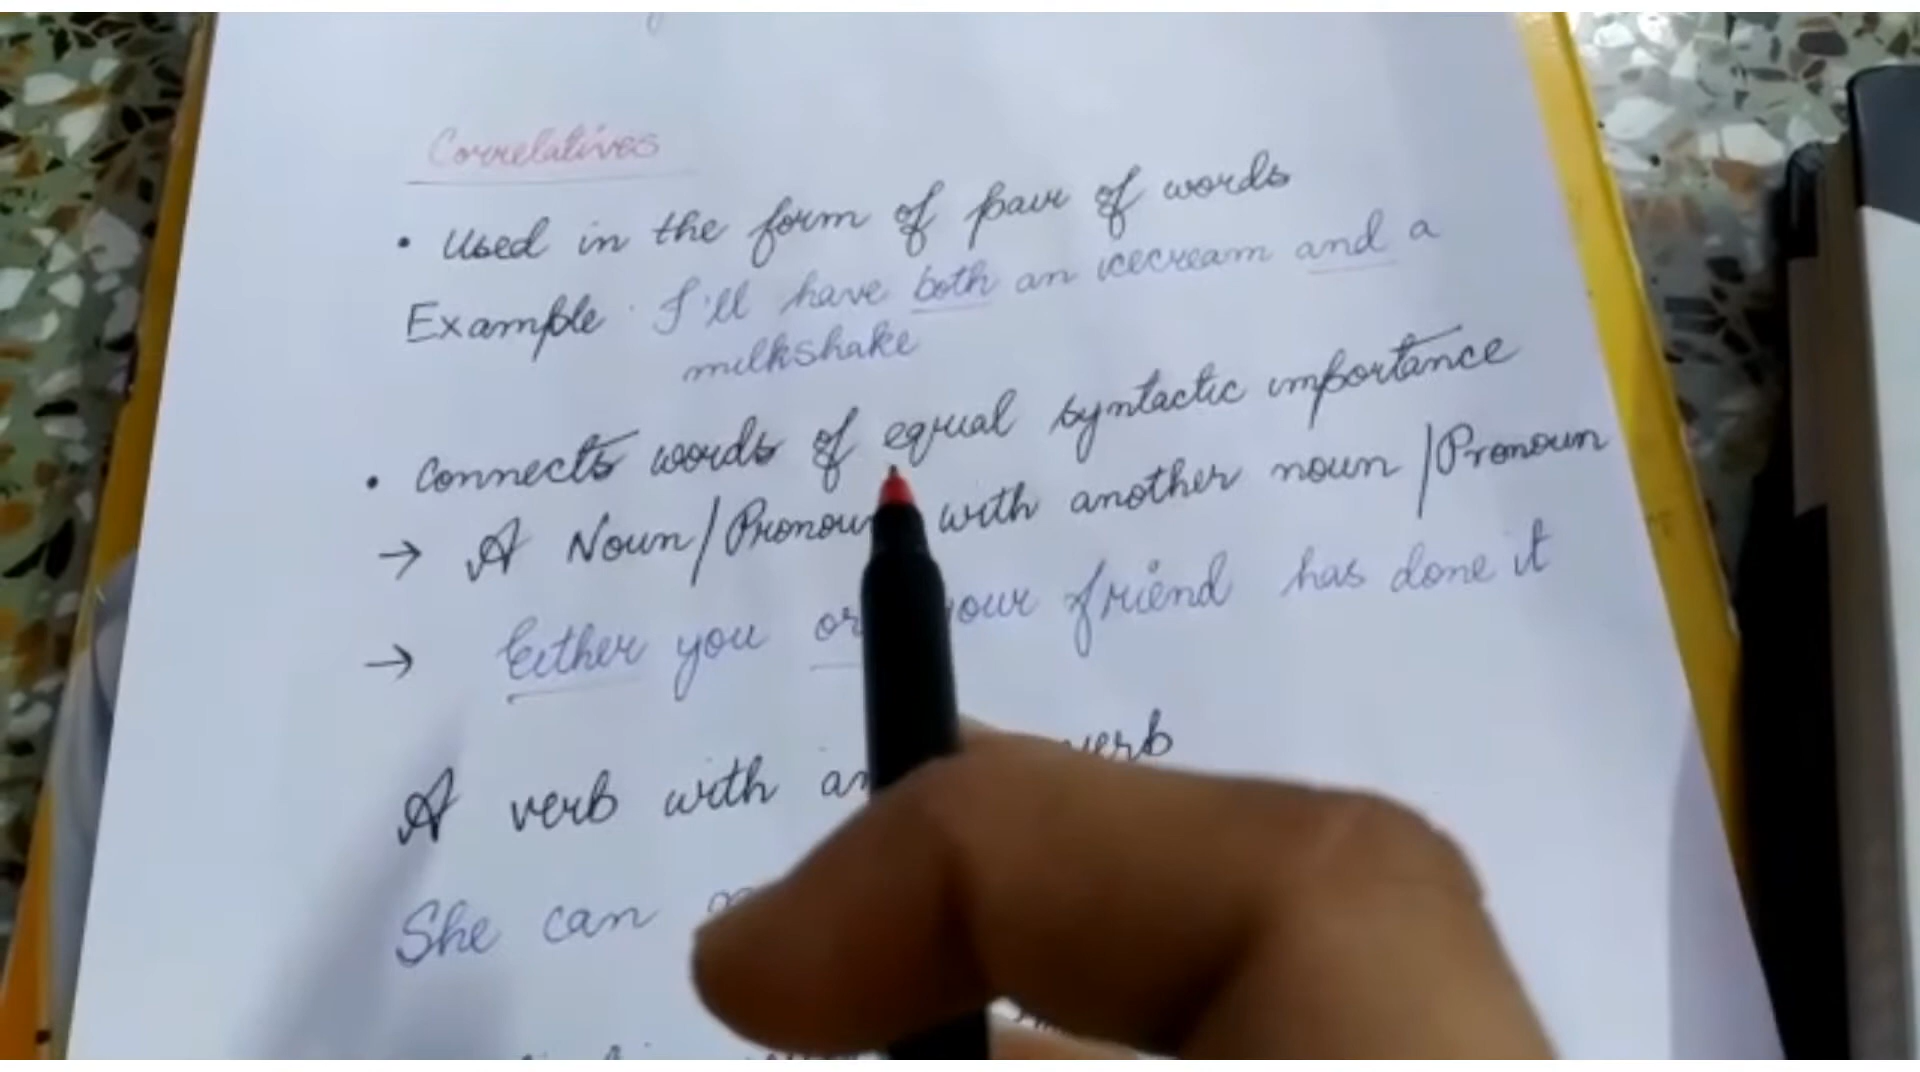 Correlatives
• Used in the form of pair of words
Example I'll have both an icecream and a
milkshake
• Connects words of equal syntactic importance
→ A Noun/Pronoun with another noun/Pronoun
→ Either you or your friend has done it
A verb with verb
She can